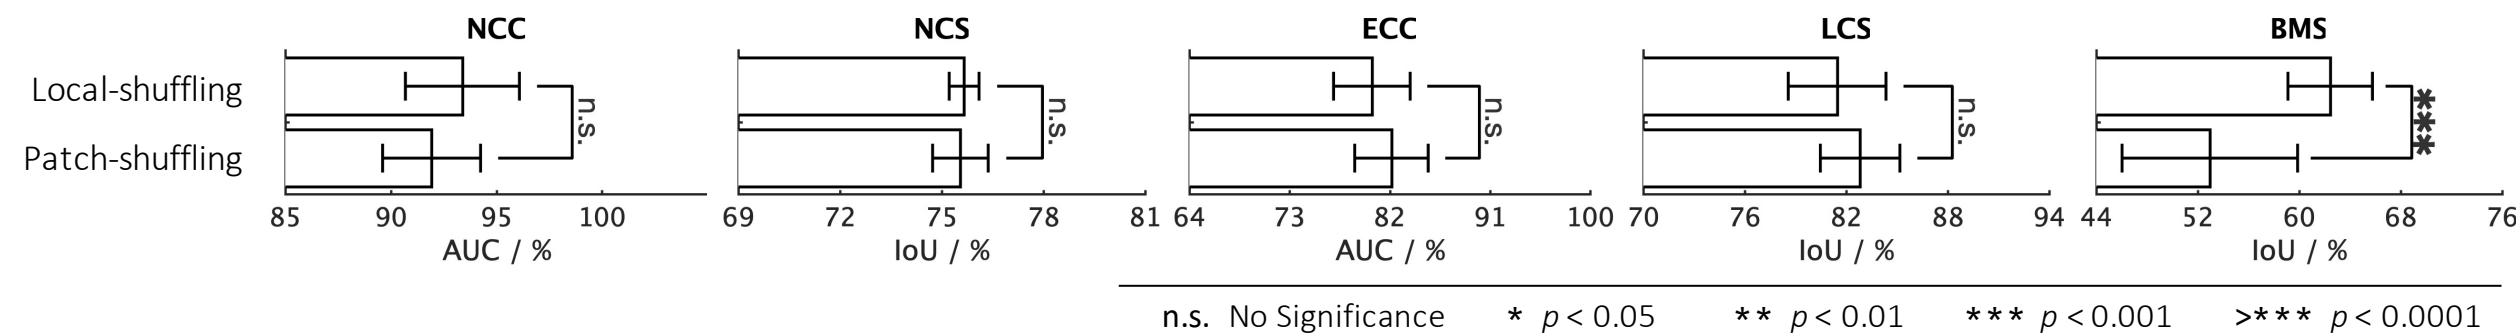 NCC NCS ECC LCS BMS
Local-shuffling
n.s. n.s. n.s. n.s. ***
Patch-shuffling
85 90 95 100 69 72 75 78 81 64 73 82 91 100 70 76 82 88 94 44 52 60 68 76
AUC / % IoU / % AUC / % IoU / % IoU / %
n.s. No Significance * p < 0.05 ** p < 0.01 *** p < 0.001 >*** p < 0.0001